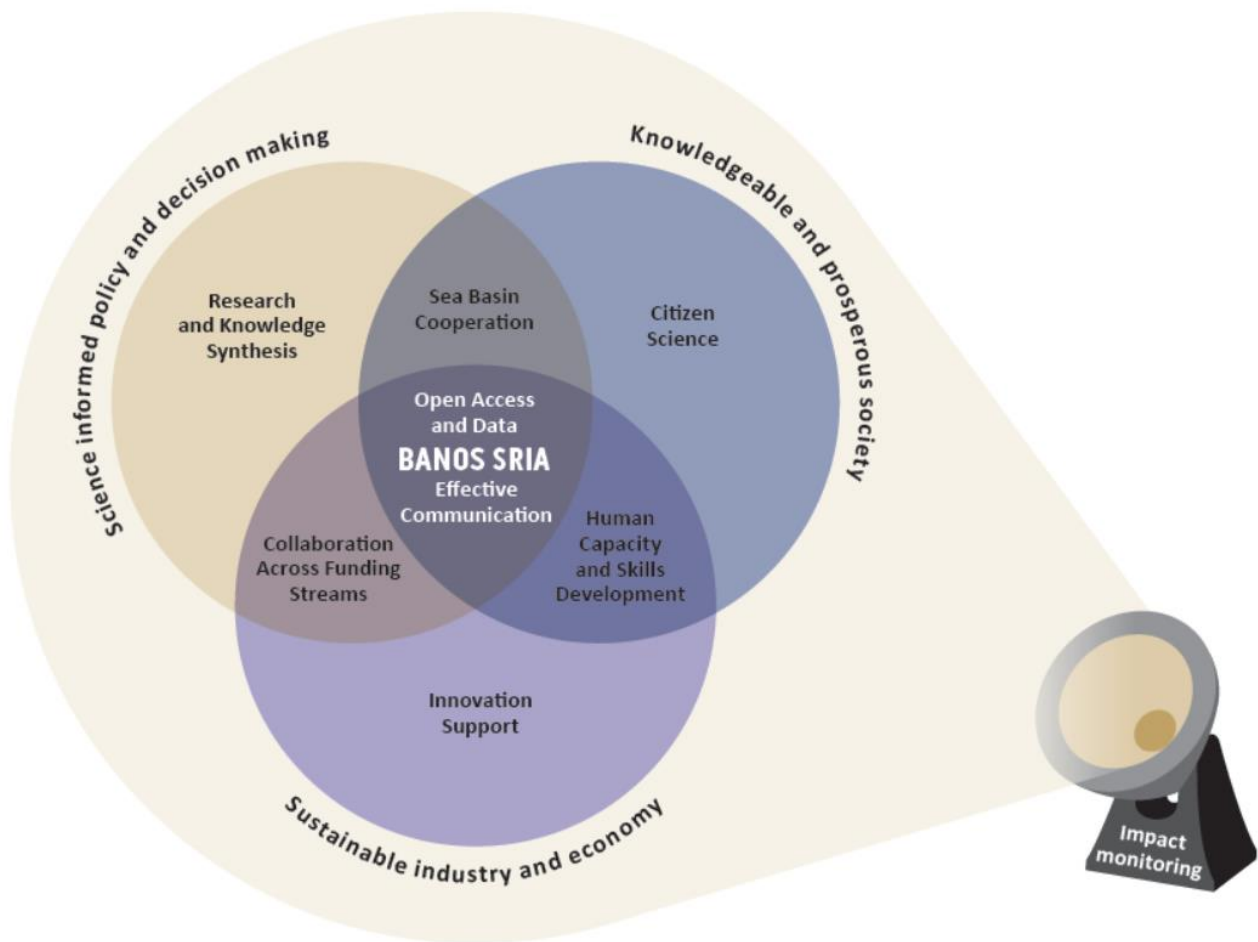 Science informed policy and decision making
Knowledgeable and prosperous society
Research
and Knowledge
Synthesis
Sea Basin
Cooperation
Citizen
Science
Open Access
and Data
BANOS SRIA
Effective
Communication
Collaboration
Across Funding
Streams
Human
Capacity
and Skills
Development
Innovation
Support
Sustainable industry and economy
Impact
monitoring